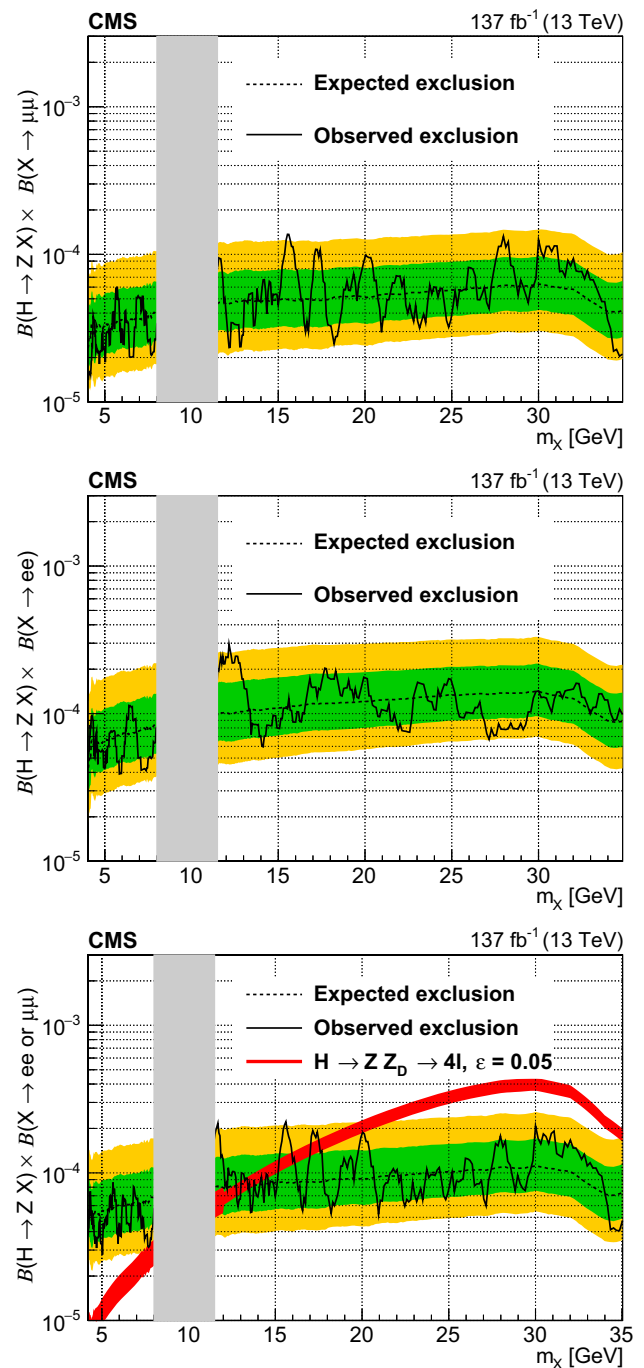 CMS 137 fb⁻¹ (13 TeV)
Expected exclusion
Observed exclusion
B(H → Z X) × B(X → μμ)
10⁻³
10⁻⁴
10⁻⁵
5 10 15 20 25 30
m_X [GeV]
CMS 137 fb⁻¹ (13 TeV)
Expected exclusion
Observed exclusion
B(H → Z X) × B(X → ee)
10⁻³
10⁻⁴
10⁻⁵
5 10 15 20 25 30
m_X [GeV]
CMS 137 fb⁻¹ (13 TeV)
Expected exclusion
Observed exclusion
H → Z Z_D → 4l, ε = 0.05
B(H → Z X) × B(X → ee or μμ)
10⁻³
10⁻⁴
10⁻⁵
5 10 15 20 25 30 35
m_X [GeV]